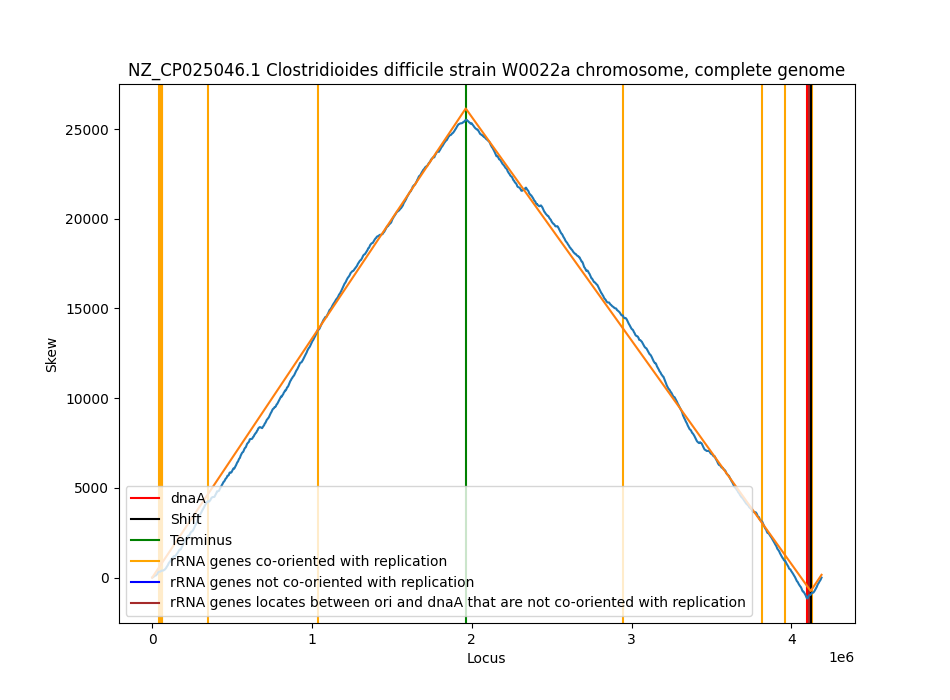 NZ_CP025046.1 Clostridioides difficile strain W0022a chromosome, complete genome
25000
20000
15000
10000
5000
0
Skew
dnaA
Shift
Terminus
rRNA genes co-oriented with replication
rRNA genes not co-oriented with replication
rRNA genes locates between ori and dnaA that are not co-oriented with replication
0 1 2 3 4
1e6
Locus